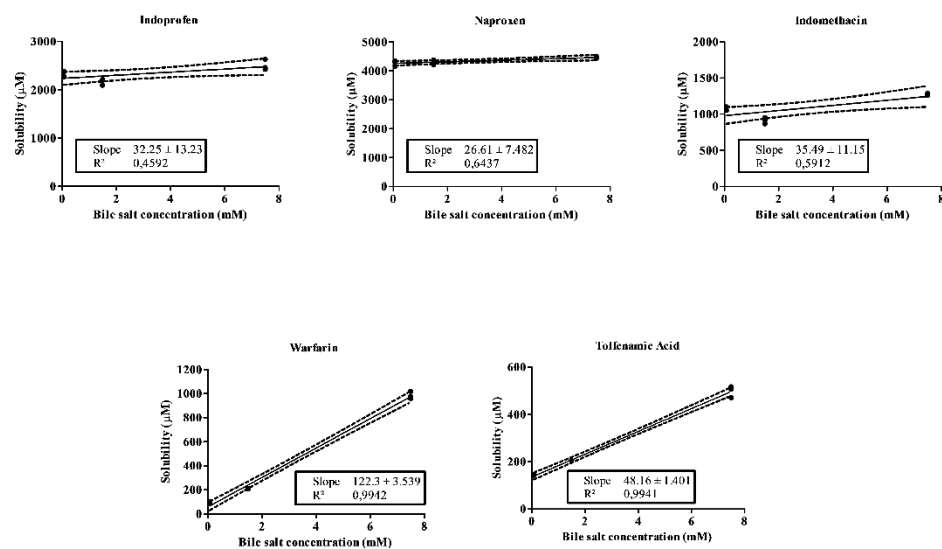 Indoprofen
Solubility (μM)
3000
2000
1000
0
Slope 32.25 ± 13.23
R² 0,4592
0 2 4 6 8
Bile salt concentration (mM)
Naproxen
Solubility (μM)
5000
4000
3000
2000
1000
0
Slope 26.61 ± 7.482
R² 0,6437
0 2 4 6 8
Bile salt concentration (mM)
Indomethacin
Solubility (μM)
2000
1500
1000
500
0
Slope 35.49 ± 11.15
R² 0,5912
0 2 4 6 8
Bile salt concentration (mM)
Warfarin
Solubility (μM)
1200
1000
800
600
400
200
0
Slope 122.3 ± 3.539
R² 0,9942
0 2 4 6 8
Bile salt concentration (mM)
Tolfenamic Acid
Solubility (μM)
600
400
200
0
Slope 48.16 ± 1.401
R² 0,9941
0 2 4 6 8
Bile salt concentration (mM)